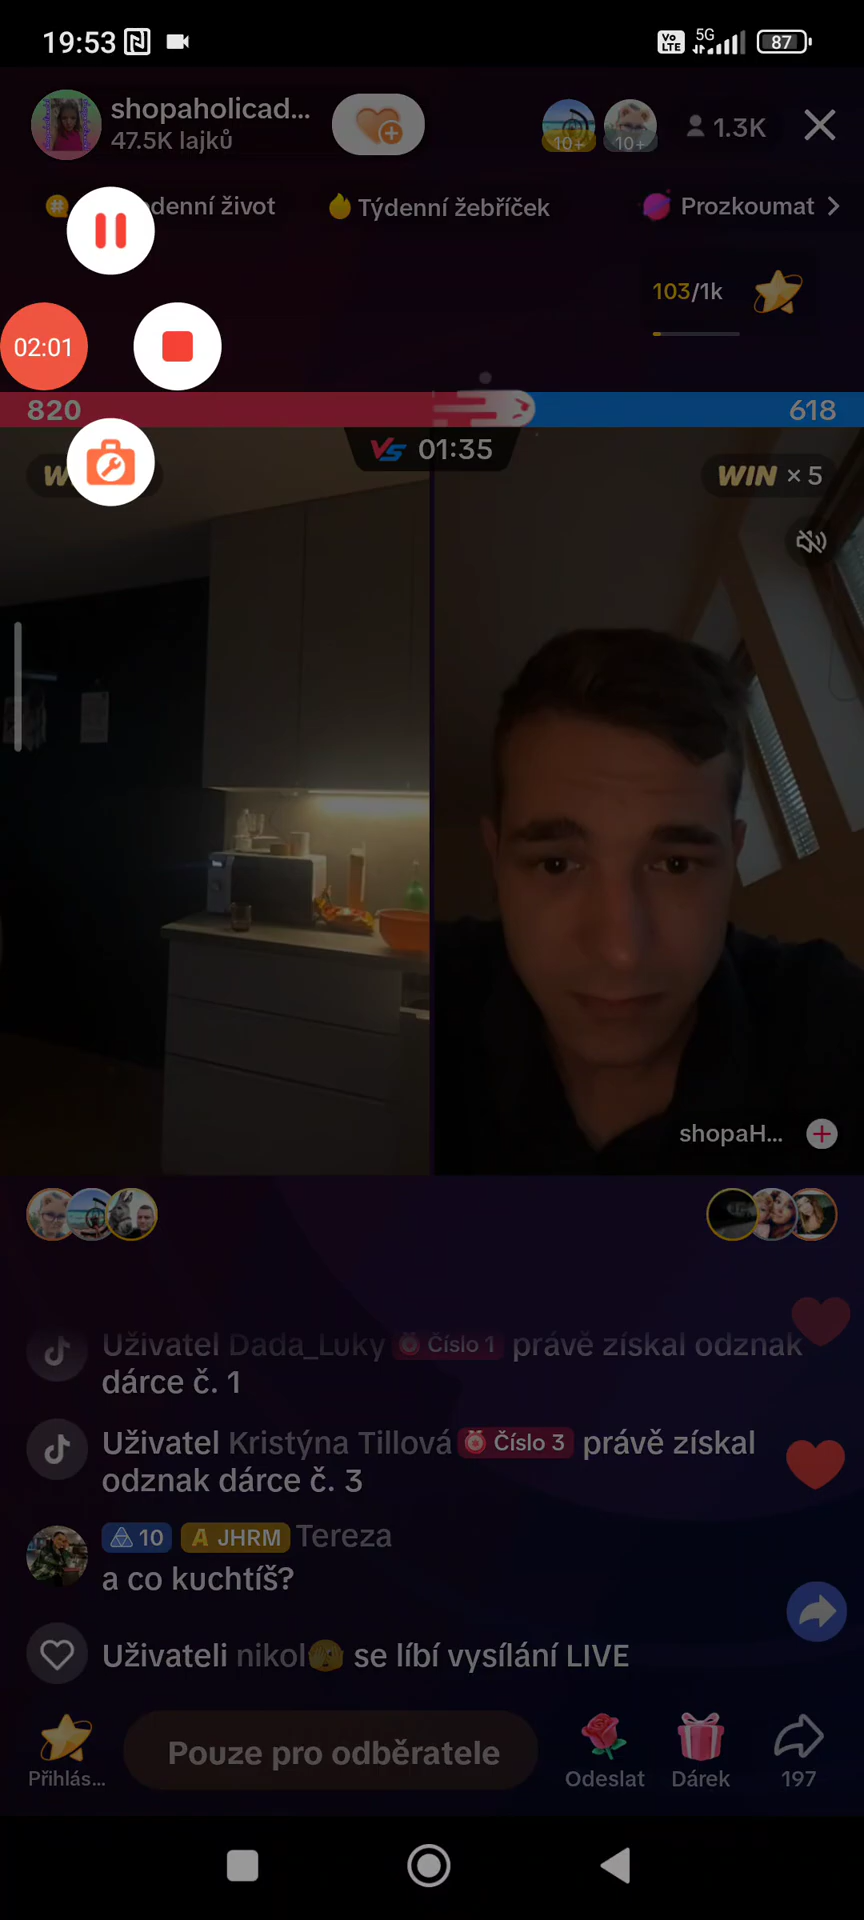 19:53
Vo LTE 5G 87
shopaholicad...
47.5K lajků
10+ 10+ 1.3K
denní život Týdenní žebříček Prozkoumat
103/1k
02:01
820 618
VS 01:35
WIN × 5
shopaH...
Uživatel Dada_Luky Číslo 1 právě získal odznak
dárce č. 1
Uživatel Kristýna Tillová Číslo 3 právě získal
odznak dárce č. 3
10 A JHRM Tereza
a co kuchtíš?
Uživateli nikol se líbí vysílání LIVE
Přihlás... Pouze pro odběratele Odeslat Dárek 197